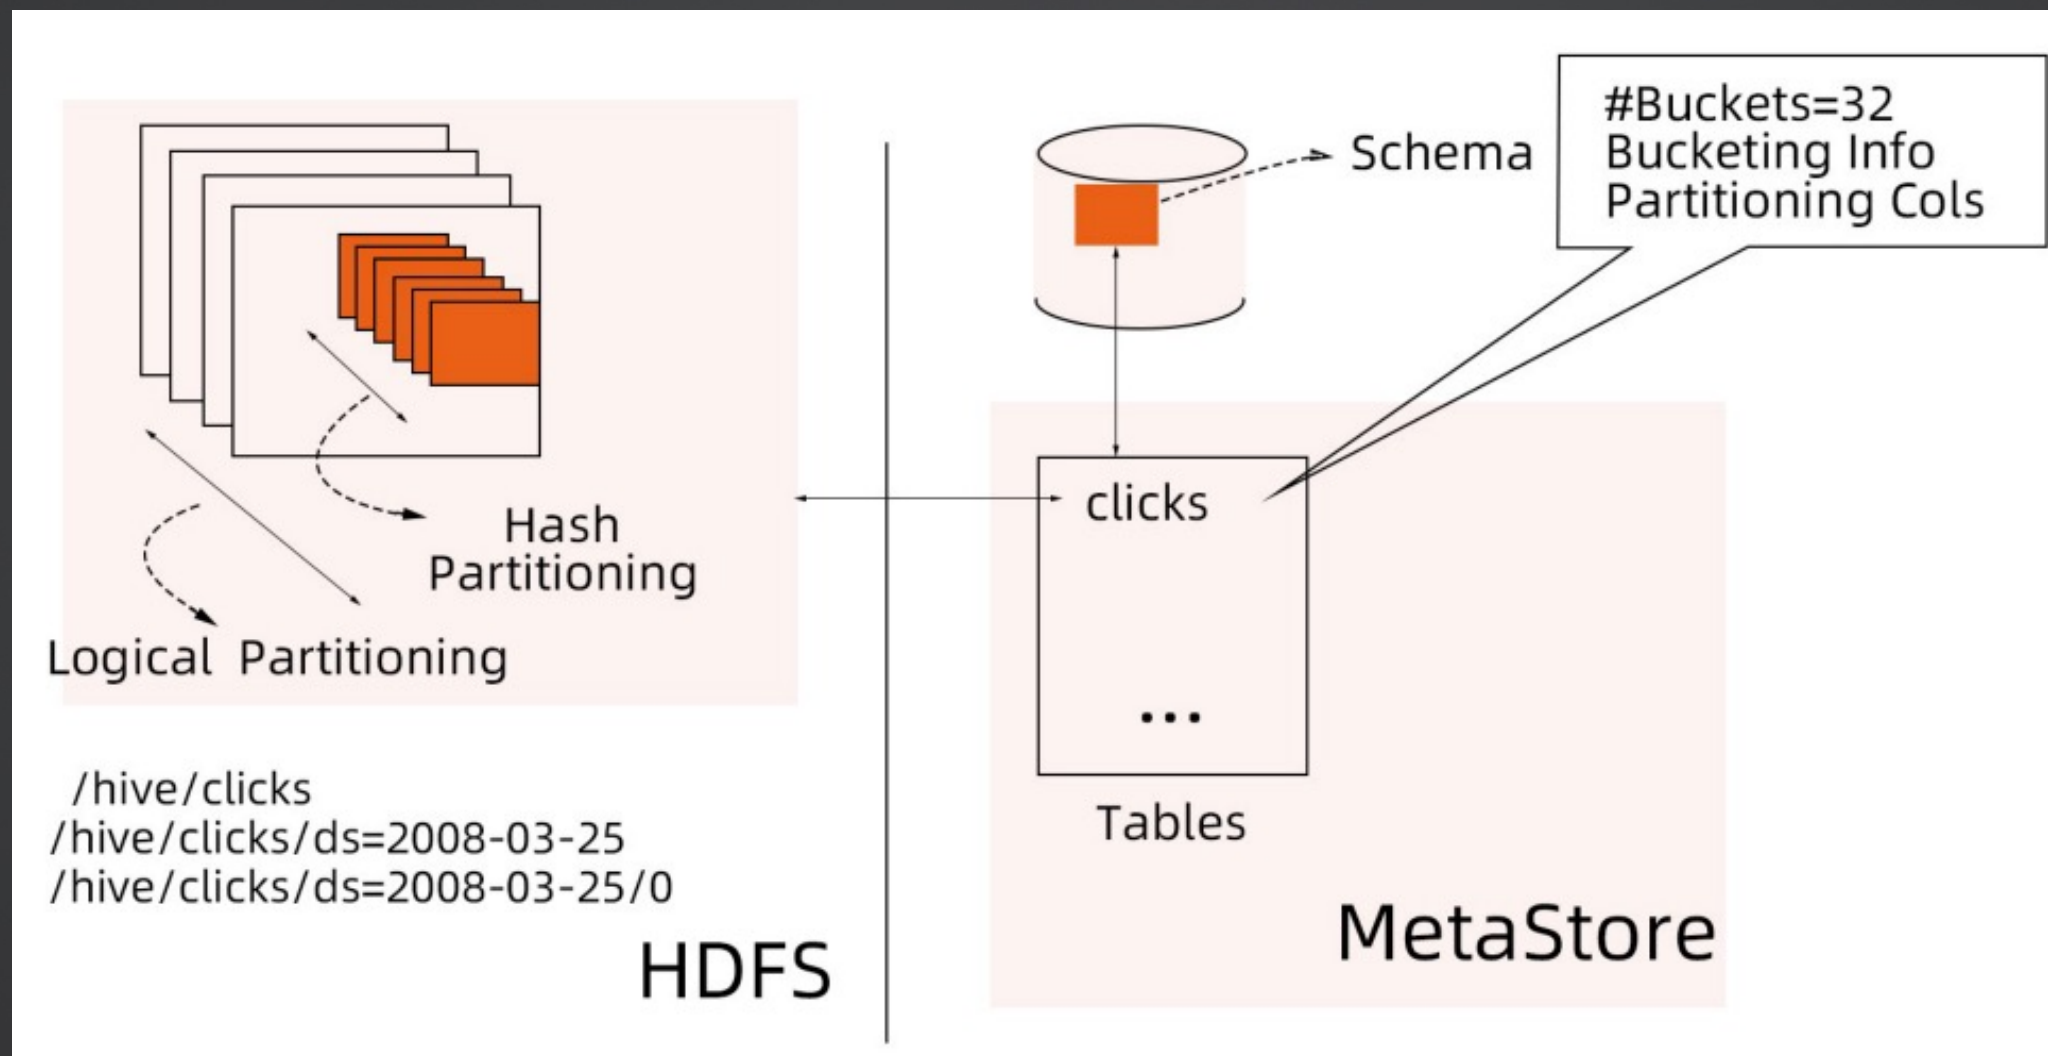 #Buckets=32
Bucketing Info
Partitioning Cols
Schema
Hash
Partitioning
Logical Partitioning
clicks
...
Tables
/hive/clicks
/hive/clicks/ds=2008-03-25
/hive/clicks/ds=2008-03-25/0
HDFS
MetaStore